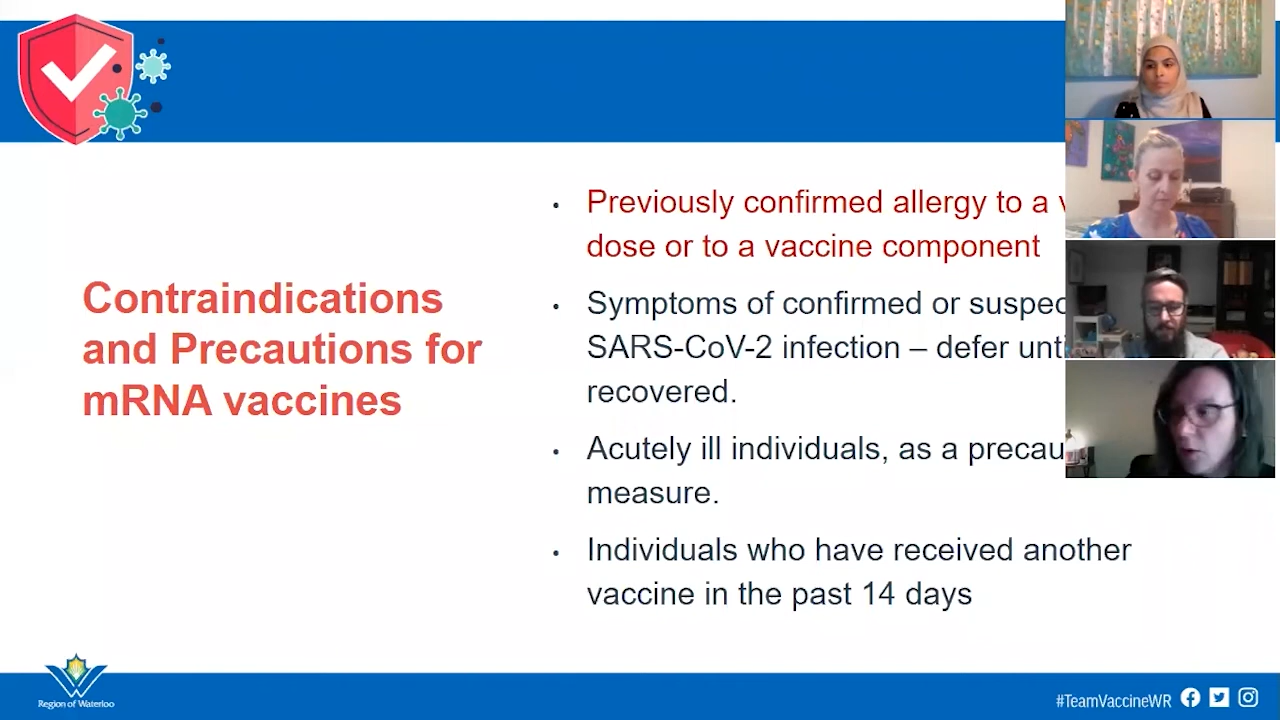 Contraindications
and Precautions for
mRNA vaccines
• Previously confirmed allergy to a
dose or to a vaccine component
• Symptoms of confirmed or
SARS-CoV-2 infection – defer
recovered.
• Acutely ill individuals, as a
measure.
• Individuals who have received another
vaccine in the past 14 days
Region of Waterloo
#TeamVaccineWR